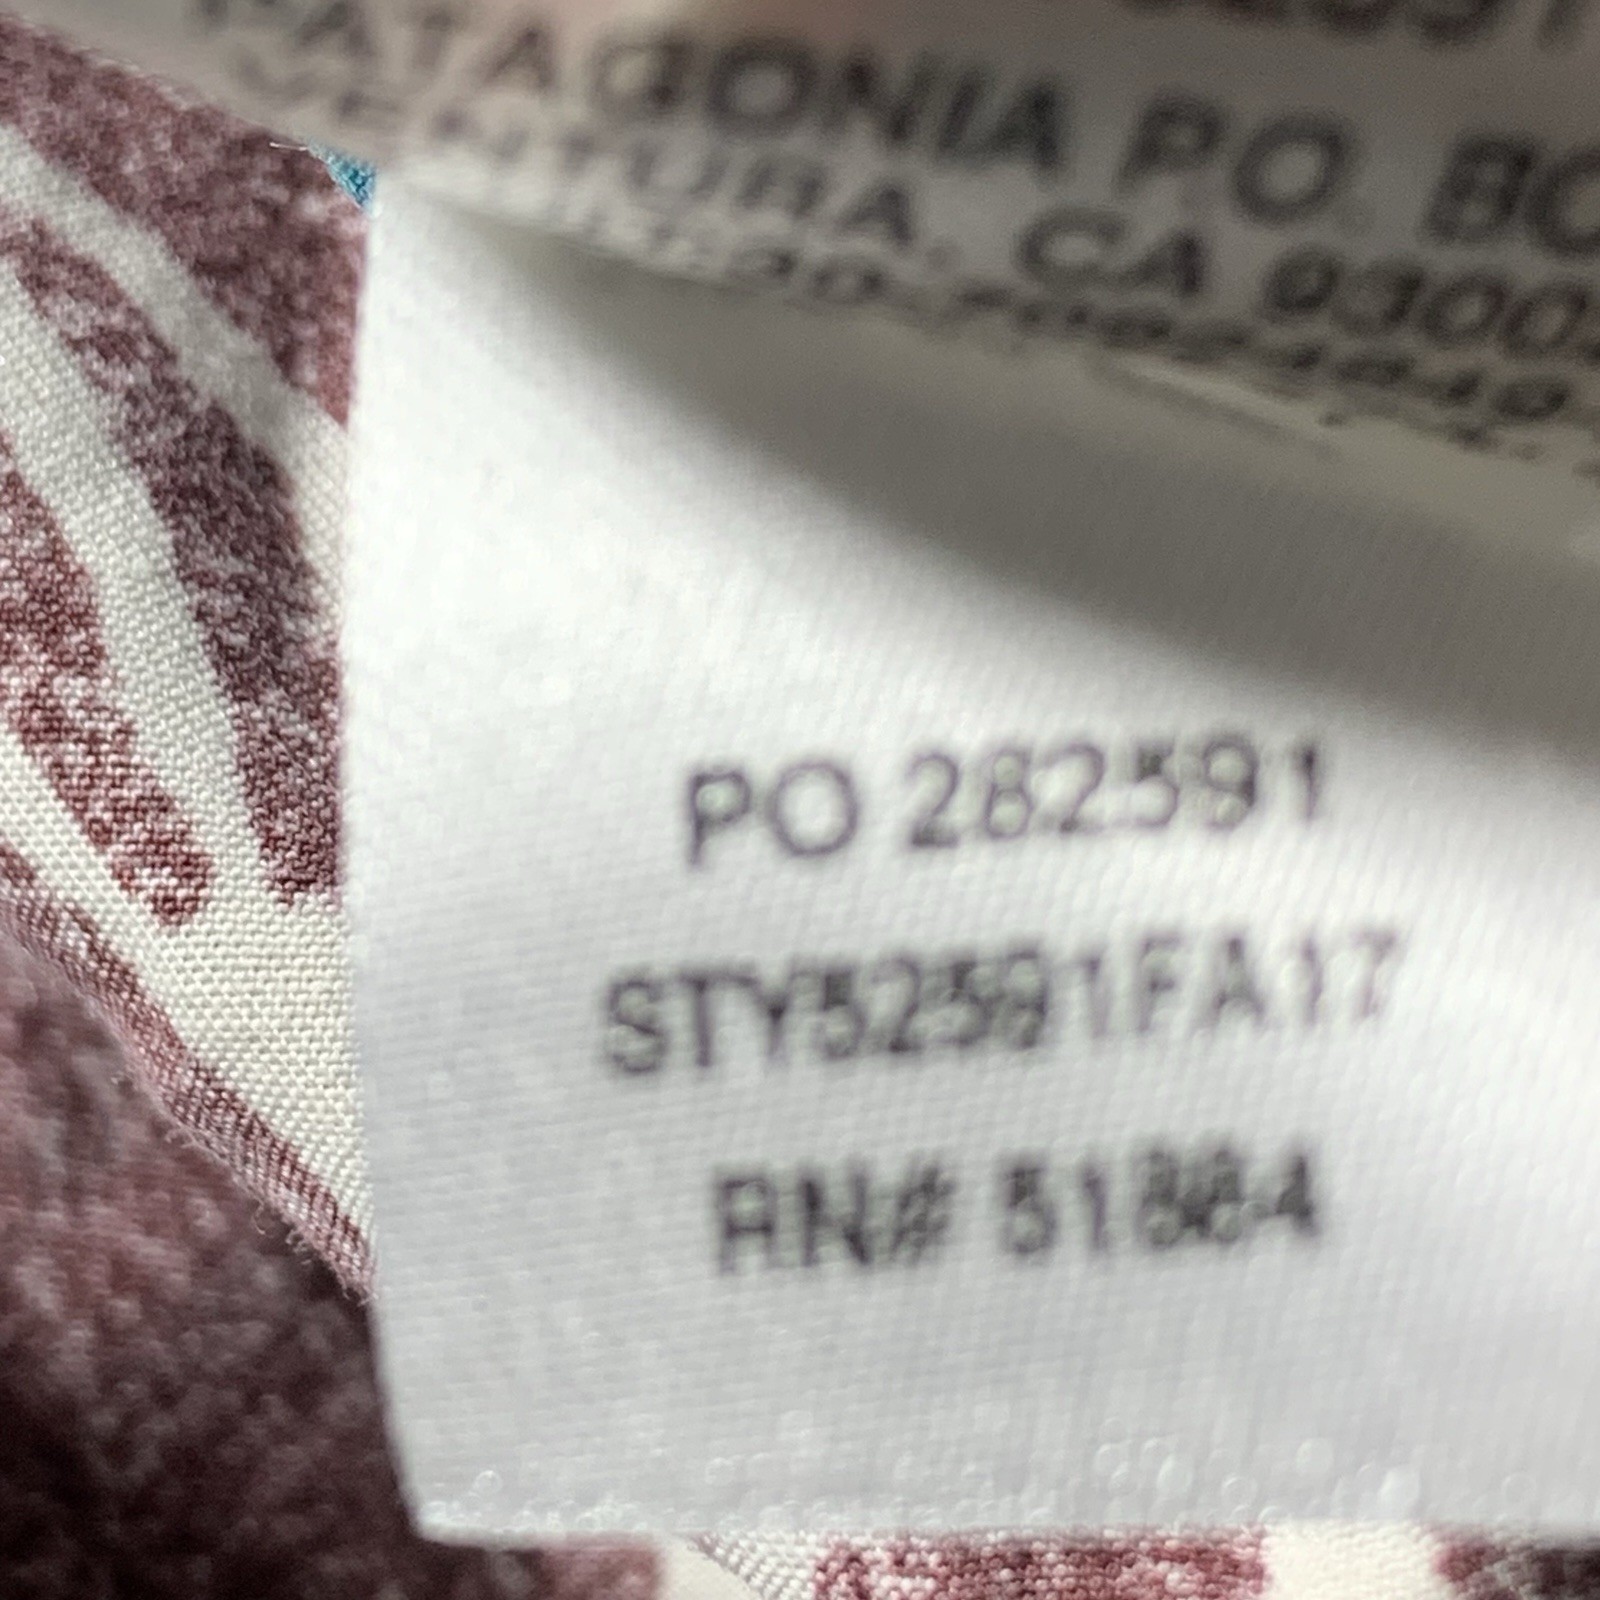 PATAGONIA PO. BO
VENTURA, CA 9300
PO 282591
STY52591FA17
RN# 51884